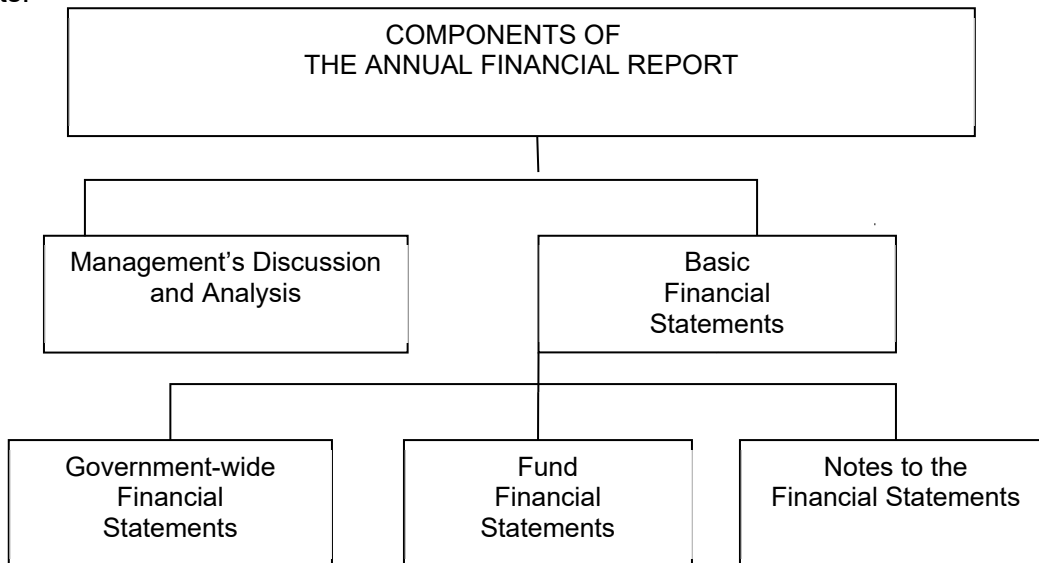 COMPONENTS OF
THE ANNUAL FINANCIAL REPORT
Management’s Discussion
and Analysis
Basic
Financial
Statements
Government-wide
Financial
Statements
Fund
Financial
Statements
Notes to the
Financial Statements